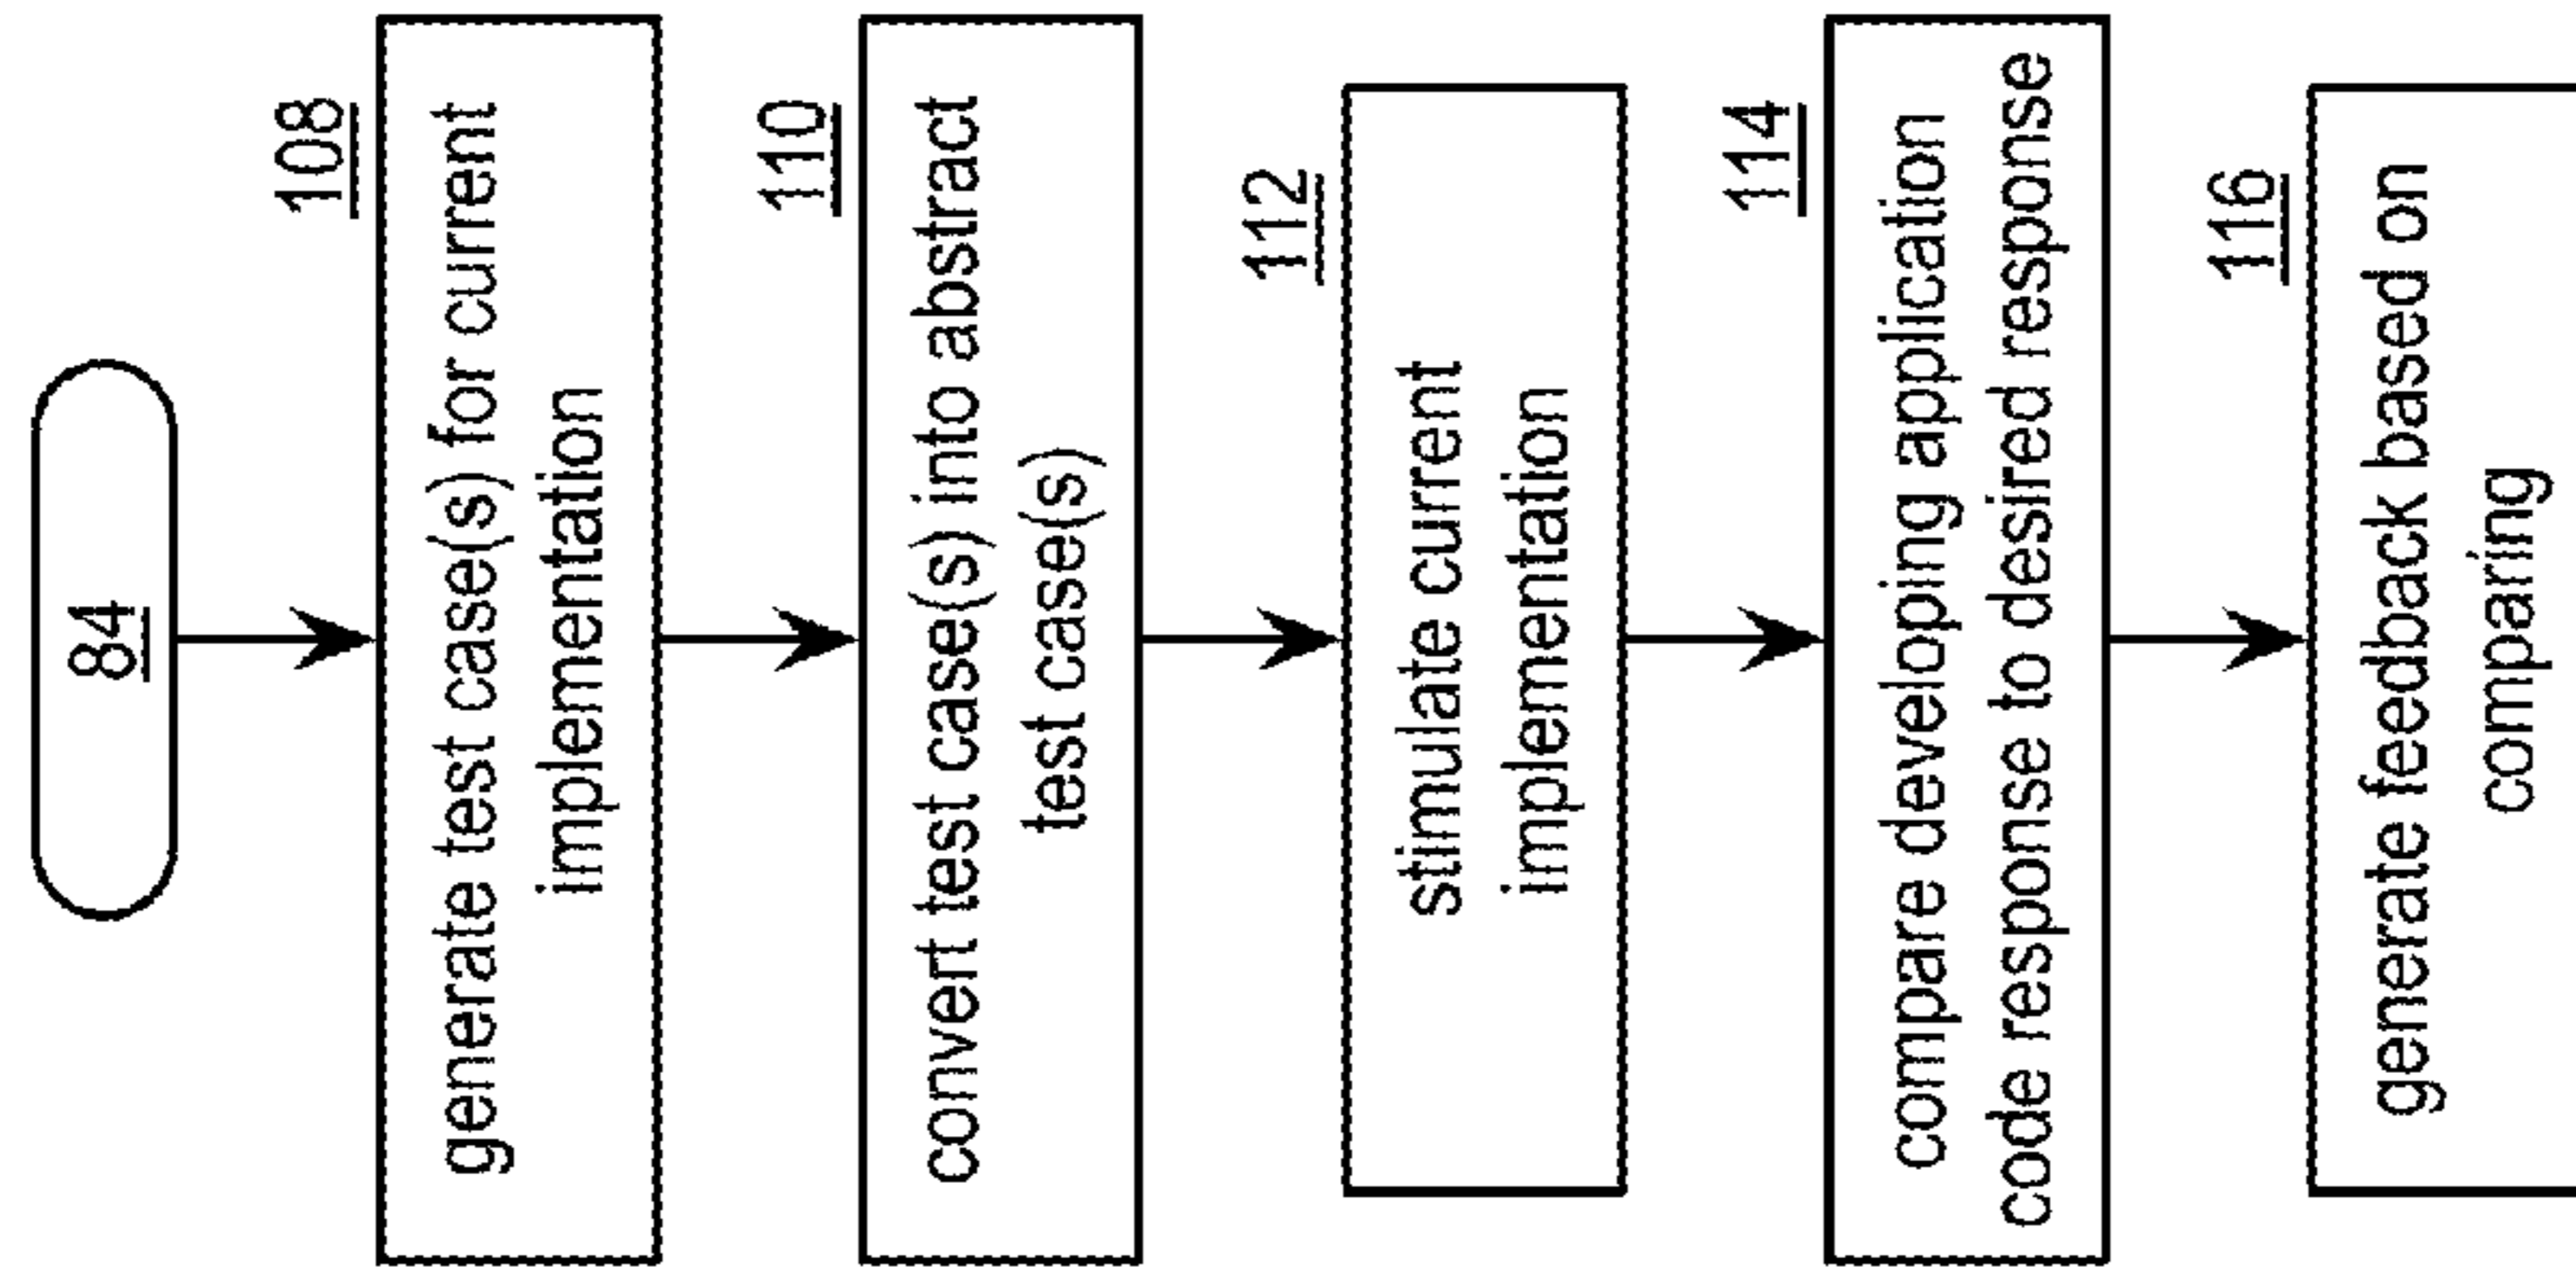 84
108
generate test case(s) for current
implementation
110
convert test case(s) into abstract
test case(s)
112
stimulate current
implementation
114
compare developing application
code response to desired response
116
generate feedback based on
comparing